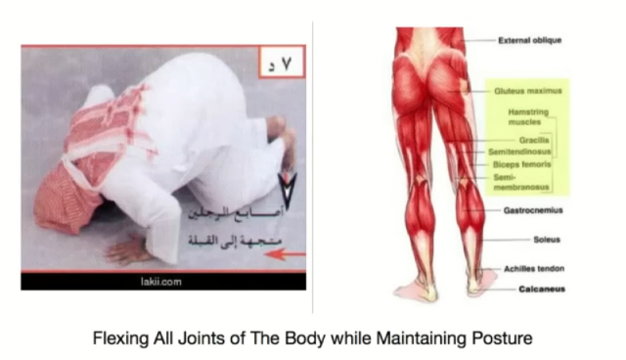 ٧ د
أصابع الرجلين
متجهة إلى القبلة
lakii.com
External oblique
Gluteus maximus
Hamstring
muscles
Gracilis
Semitendinosus
Biceps femoris
Semi-
membronosus
Gastrocnemius
Soleus
Achilles tendon
Calcaneus
Flexing All Joints of The Body while Maintaining Posture